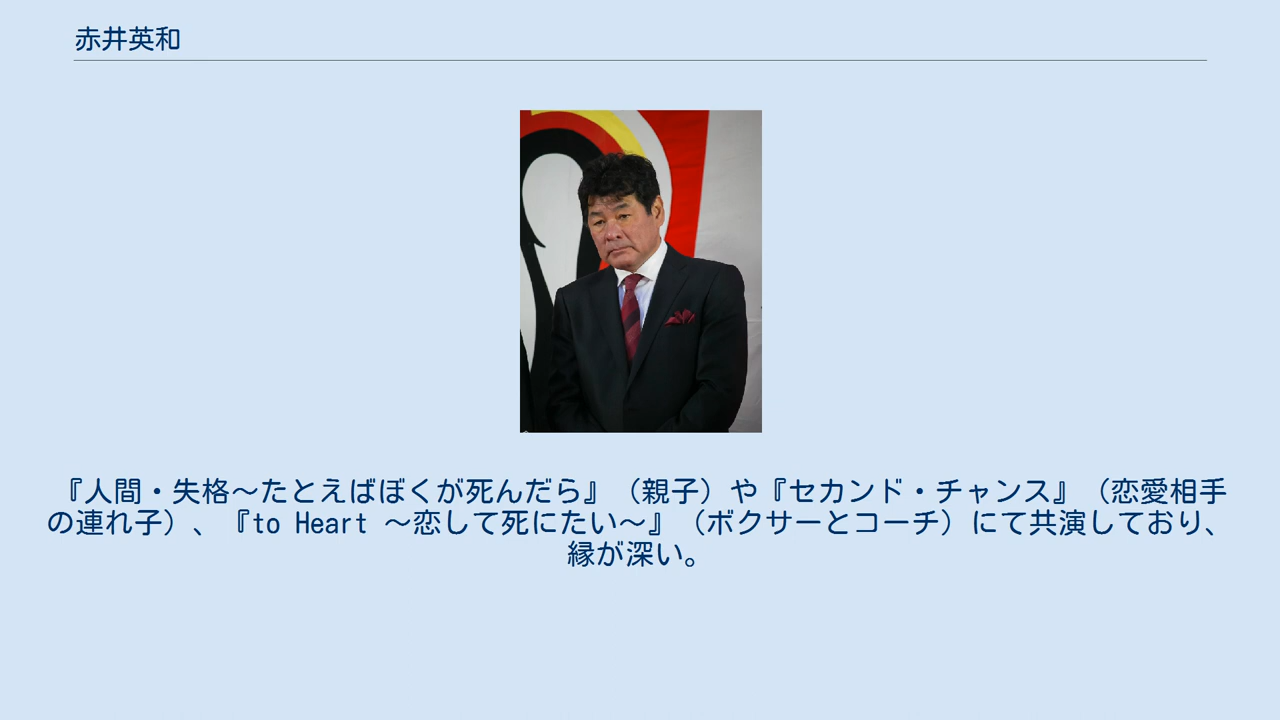 赤井英和
『人間・失格〜たとえばぼくが死んだら』（親子）や『セカンド・チャンス』（恋愛相手
の連れ子）、『to Heart 〜恋して死にたい〜』（ボクサーとコーチ）にて共演しており、
縁が深い。